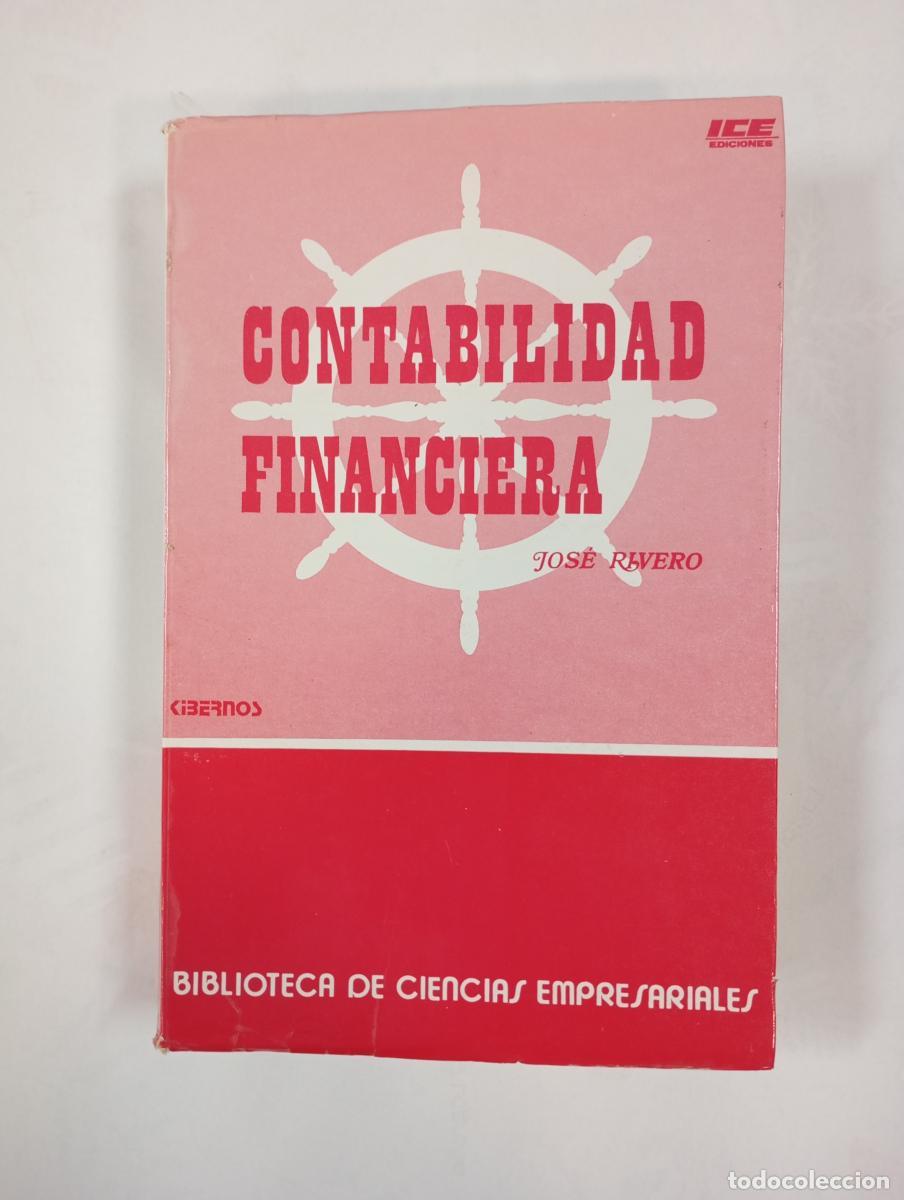 ICE
EDICIONES
CONTABILIDAD
FINANCIERA
JOSÉ RIVERO
KIBERNOS
BIBLIOTECA DE CIENCIAS EMPRESARIALES
todocoleccion